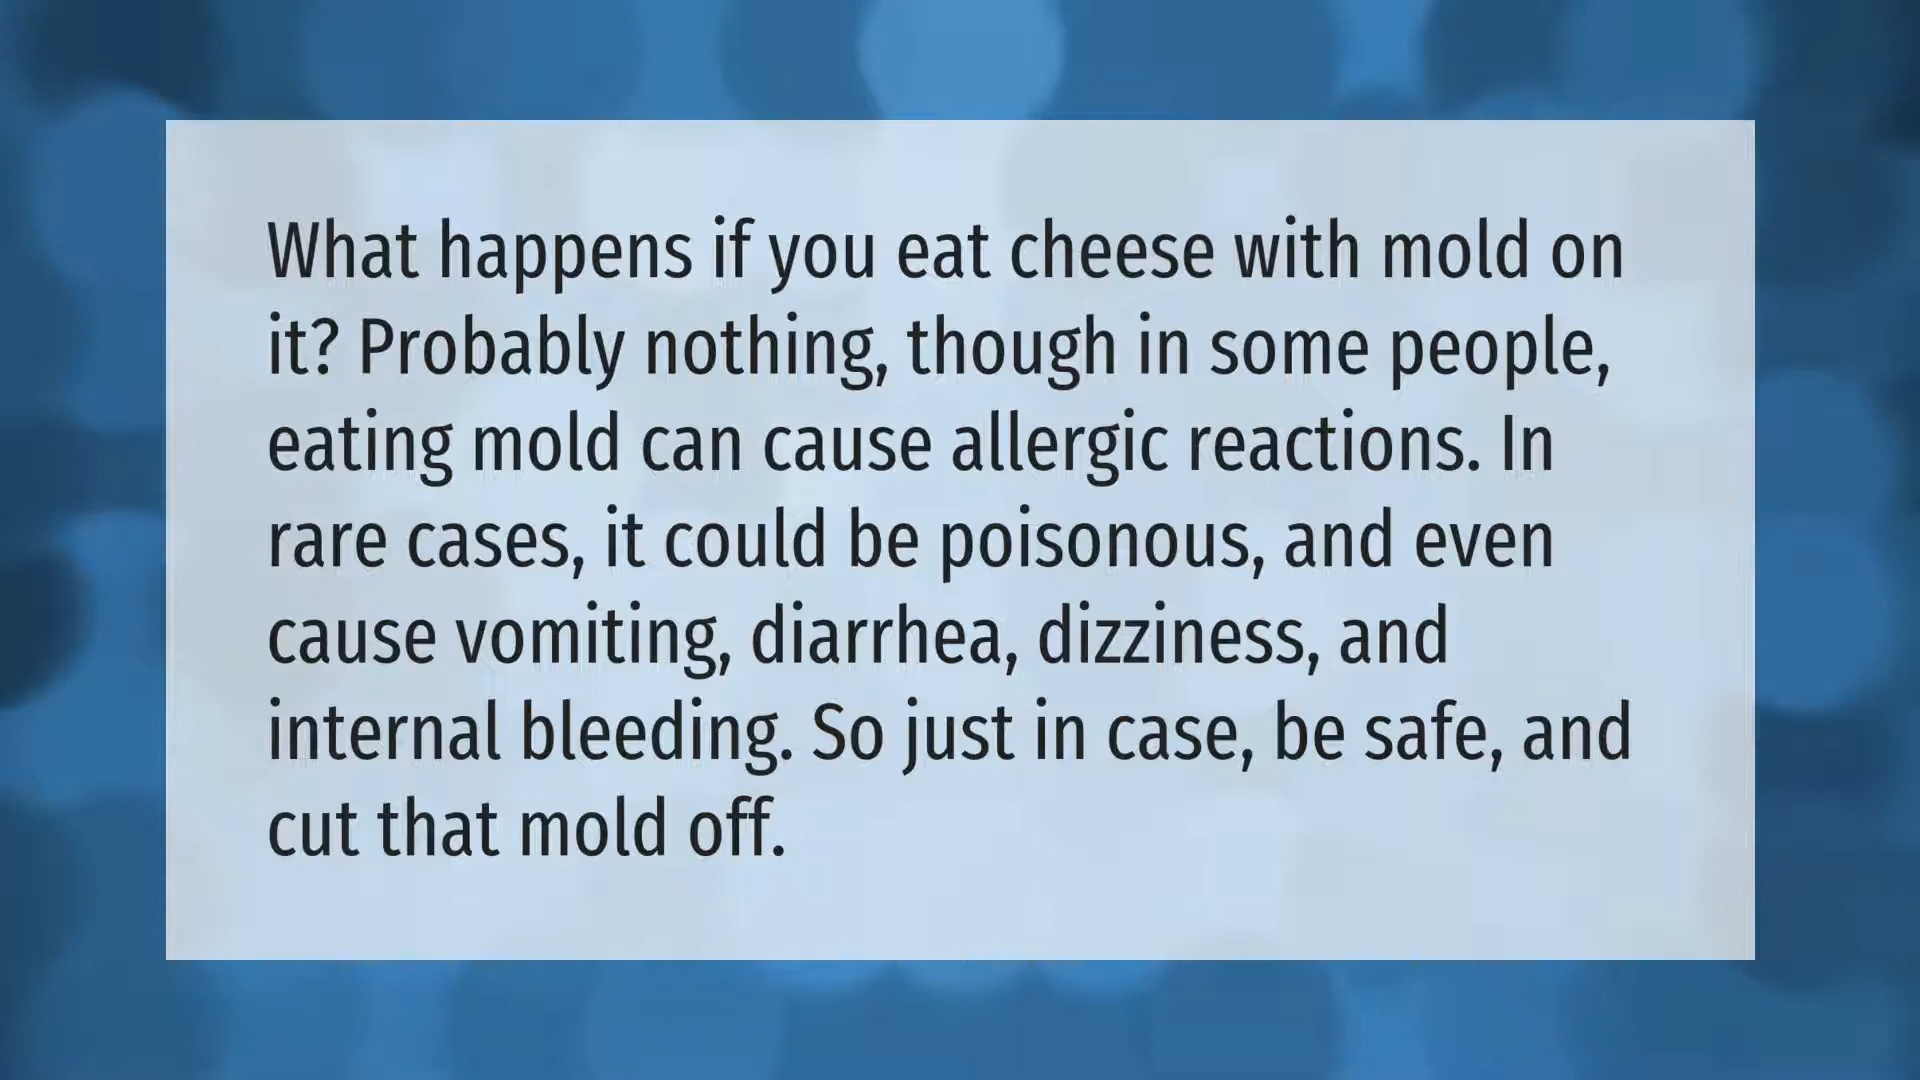 What happens if you eat cheese with mold on
it? Probably nothing, though in some people,
eating mold can cause allergic reactions. In
rare cases, it could be poisonous, and even
cause vomiting, diarrhea, dizziness, and
internal bleeding. So just in case, be safe, and
cut that mold off.